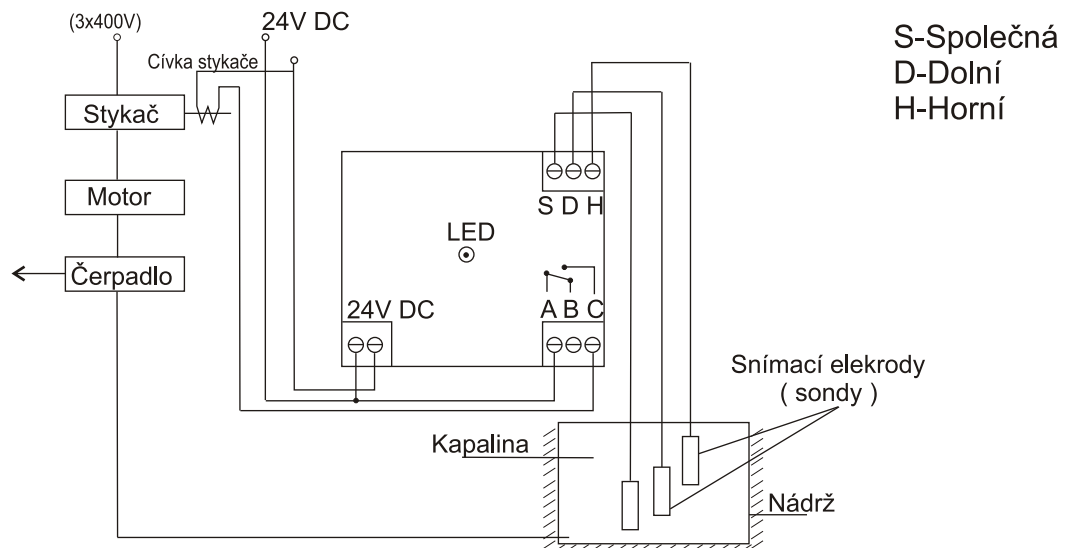 (3x400V)
24V DC
S-Společná
D-Dolní
H-Horní
Cívka stykače
Stykač
Motor
S D H
LED
Čerpadlo
24V DC
A B C
Snímací elekrody
( sondy )
Kapalina
Nádrž